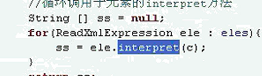 //循环调用子元素的interpret方法
String [] ss = null;
for(ReadXmlExpression ele : eles){
ss = ele.interpret(c);
}